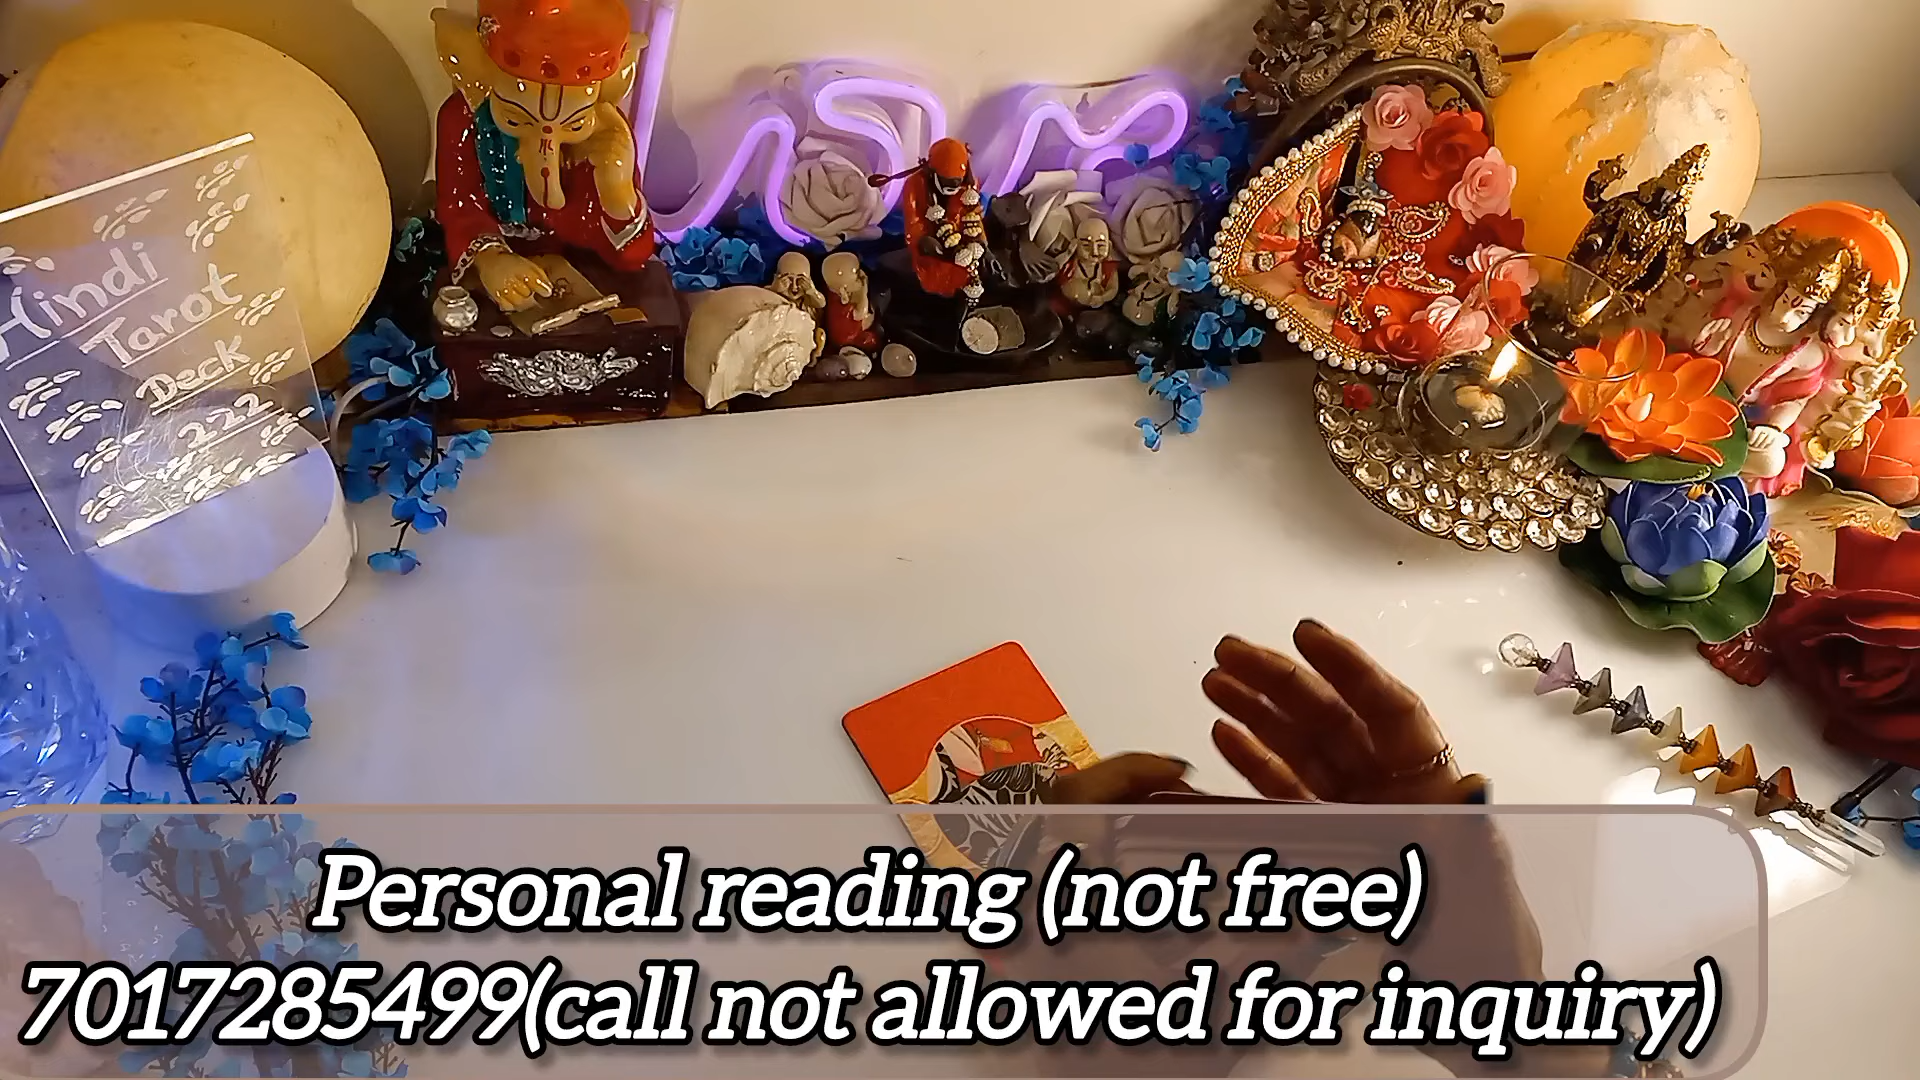 Hindi
Tarot
Deck
222
Personal reading (not free)
7017285499(call not allowed for inquiry)